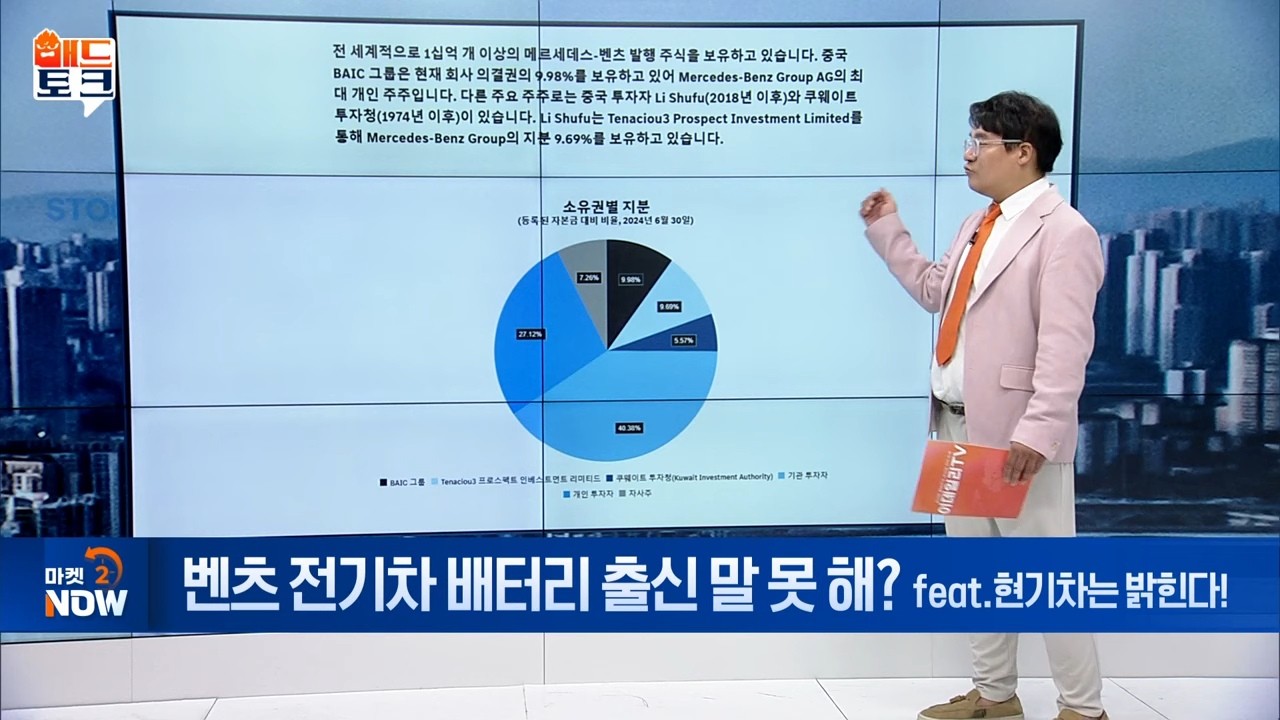 배드
토크
전 세계적으로 1십억 개 이상의 메르세데스-벤츠 발행 주식을 보유하고 있습니다. 중국
BAIC 그룹은 현재 회사 의결권의 9.98%를 보유하고 있어 Mercedes-Benz Group AG의 최
대 개인 주주입니다. 다른 주요 주주로는 중국 투자자 Li Shufu(2018년 이후)와 쿠웨이트
투자청(1974년 이후)이 있습니다. Li Shufu는 Tenaciou3 Prospect Investment Limited를
통해 Mercedes-Benz Group의 지분 9.69%를 보유하고 있습니다.
소유권별 지분
(등록된 자본금 대비 비율, 2024년 6월 30일)
7.26%
9.98%
9.69%
27.12%
5.57%
40.38%
BAIC 그룹 Tenaciou3 프로스팩트 인베스트먼트 리미티드 쿠웨이트 투자청(Kuwait Investment Authority) 기관 투자자
개인 투자자 자사주
이데일리TV
마켓 2
NOW
벤츠 전기차 배터리 출신 말 못 해? feat.현기차는 밝힌다!